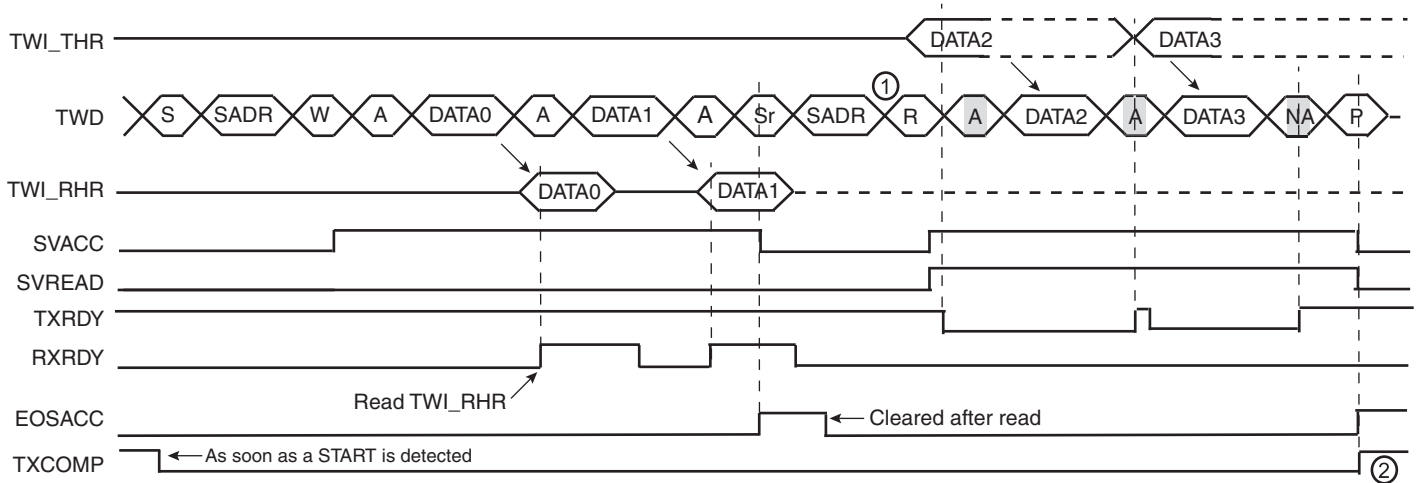 TWI_THR DATA2 DATA3
①
TWD S SADR W A DATA0 A DATA1 A Sr SADR R A DATA2 A DATA3 NA P
TWI_RHR DATA0 DATA1
SVACC
SVREAD
TXRDY
RXRDY
Read TWI_RHR
EOSACC Cleared after read
TXCOMP As soon as a START is detected ②